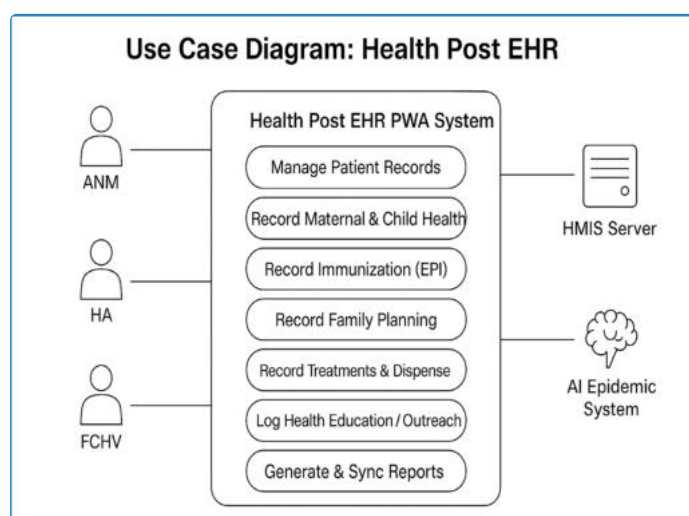 Use Case Diagram: Health Post EHR
Health Post EHR PWA System
ANM
HA
FCHV
Manage Patient Records
Record Maternal & Child Health
Record Immunization (EPI)
Record Family Planning
Record Treatments & Dispense
Log Health Education / Outreach
Generate & Sync Reports
HMIS Server
AI Epidemic
System